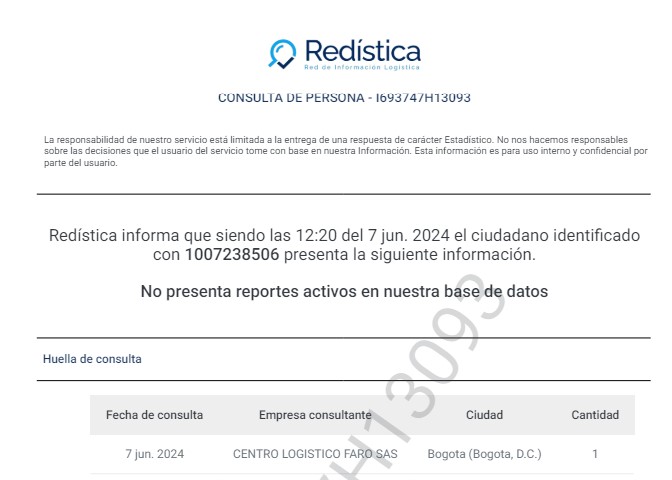 Redística
Red de Información Logística
CONSULTA DE PERSONA - I693747H13093
La responsabilidad de nuestro servicio está limitada a la entrega de una respuesta de carácter Estadístico. No nos hacemos responsables
sobre las decisiones que el usuario del servicio tome con base en nuestra Información. Esta información es para uso interno y confidencial por
parte del usuario.
Redística informa que siendo las 12:20 del 7 jun. 2024 el ciudadano identificado
con 1007238506 presenta la siguiente información.
No presenta reportes activos en nuestra base de datos
Huella de consulta
Fecha de consulta Empresa consultante Ciudad Cantidad
7 jun. 2024 CENTRO LOGISTICO FARO SAS Bogota (Bogota, D.C.) 1
H13093